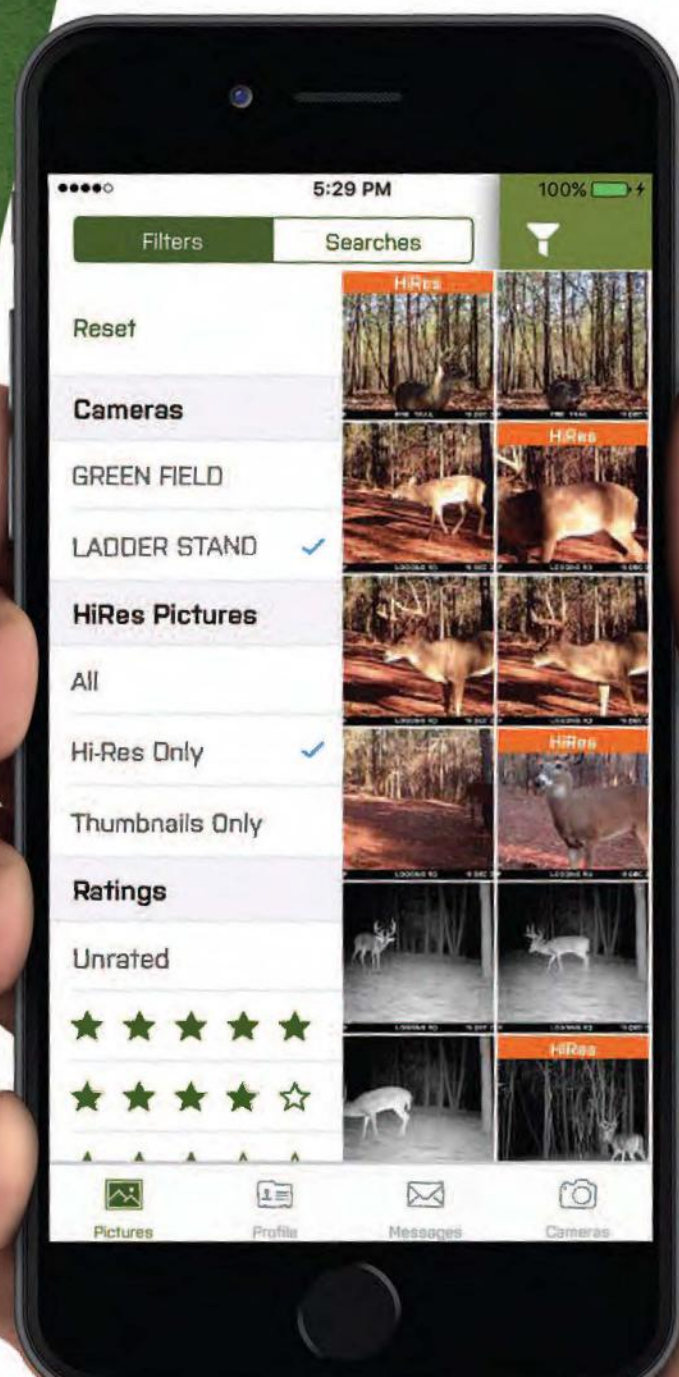 5:29 PM
100%
Filters
Searches
Reset
Cameras
GREEN FIELD
LADDER STAND
HiRes Pictures
All
Hi-Res Only
Thumbnails Only
Ratings
Unrated
HiRes
HiRes
HiRes
HiRes
Pictures
Profile
Messages
Cameras